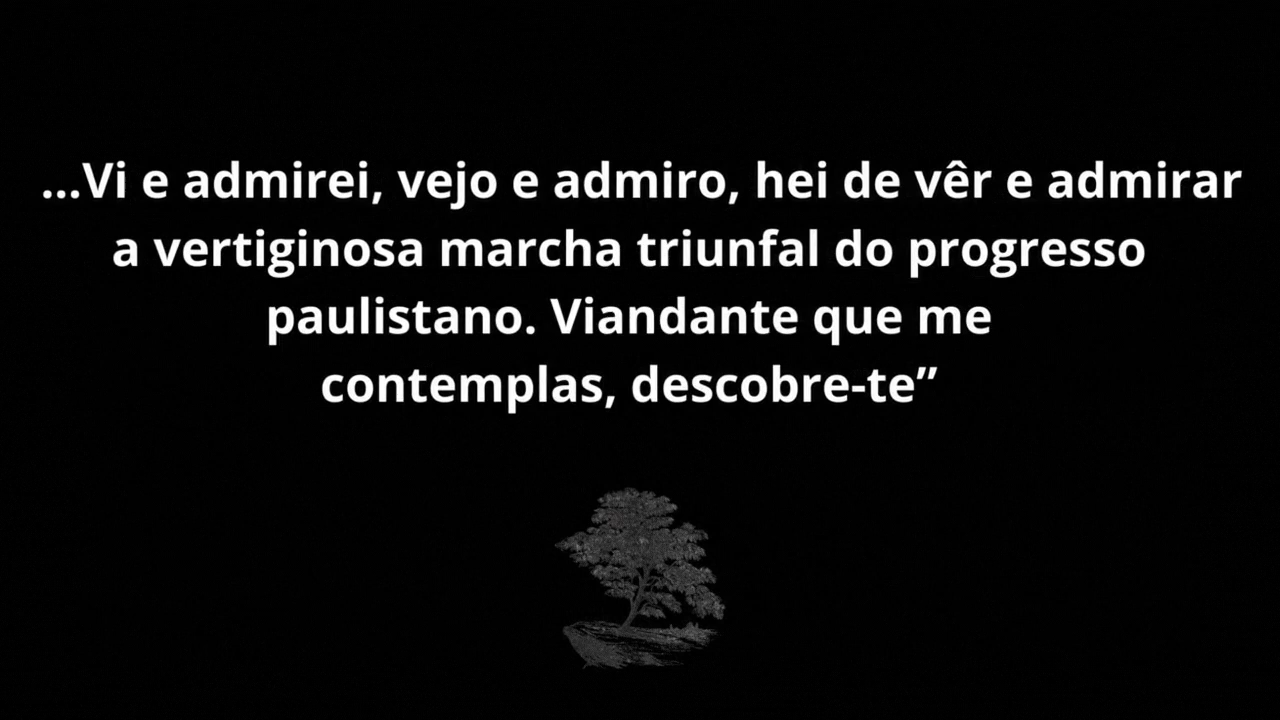 ...Vi e admirei, vejo e admiro, hei de vêr e admirar
a vertiginosa marcha triunfal do progresso
paulistano. Viandante que me
contemplas, descobre-te”